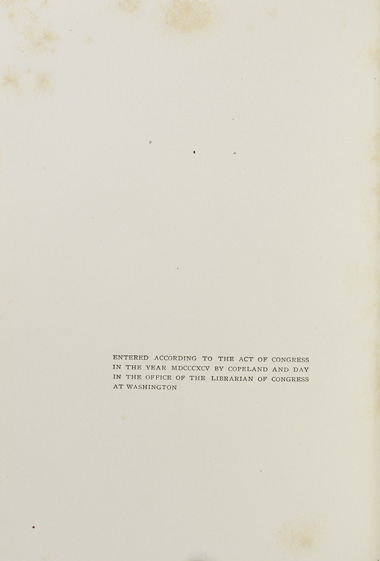 ENTERED ACCORDING TO THE ACT OF CONGRESS
IN THE YEAR MDCCCXCV BY COPELAND AND DAY
IN THE OFFICE OF THE LIBRARIAN OF CONGRESS
AT WASHINGTON